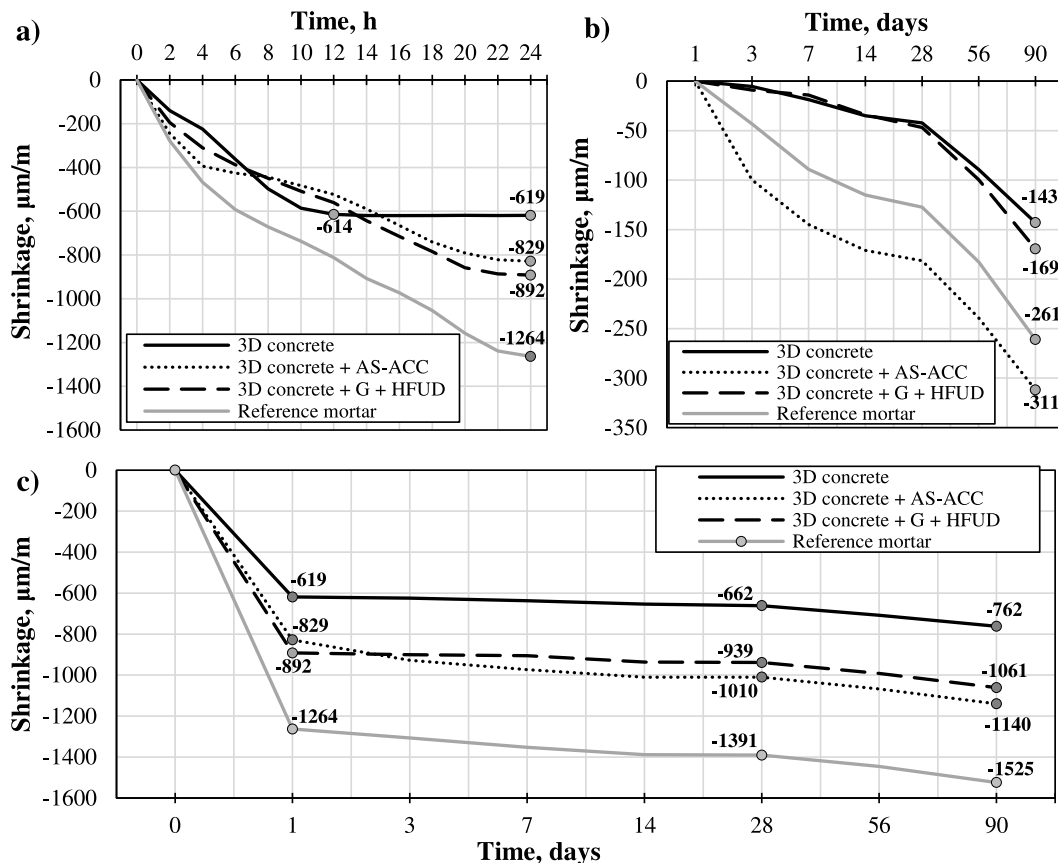 a)
Time, h
0 2 4 6 8 10 12 14 16 18 20 22 24
Shrinkage, μm/m
0
-200
-400
-600
-800
-1000
-1200
-1400
-1600
-614
-619
-829
-892
-1264
3D concrete
3D concrete + AS-ACC
3D concrete + G + HFUD
Reference mortar
b)
Time, days
1 3 7 14 28 56 90
Shrinkage, μm/m
0
-50
-100
-150
-200
-250
-300
-350
-143
-169
-261
-311
3D concrete
3D concrete + AS-ACC
3D concrete + G + HFUD
Reference mortar
c)
Shrinkage, μm/m
0
-200
-400
-600
-800
-1000
-1200
-1400
-1600
3D concrete
3D concrete + AS-ACC
3D concrete + G + HFUD
Reference mortar
-619
-662
-762
-829
-892
-939
-1061
-1010
-1140
-1264
-1391
-1525
0 1 3 7 14 28 56 90
Time, days